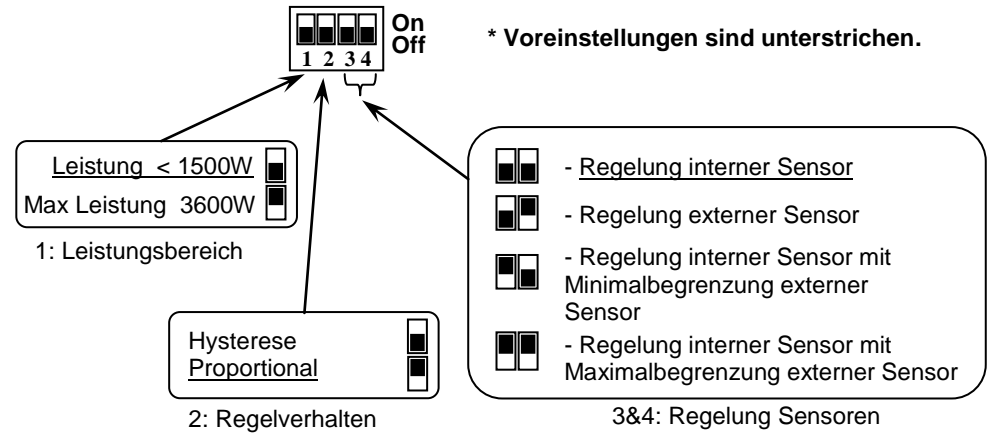 On
Off
1 2 3 4
* Voreinstellungen sind unterstrichen.
Leistung < 1500W
Max Leistung 3600W
1: Leistungsbereich
Hysterese
Proportional
2: Regelverhalten
- Regelung interner Sensor
- Regelung externer Sensor
- Regelung interner Sensor mit
Minimalbegrenzung externer
Sensor
- Regelung interner Sensor mit
Maximalbegrenzung externer Sensor
3&4: Regelung Sensoren